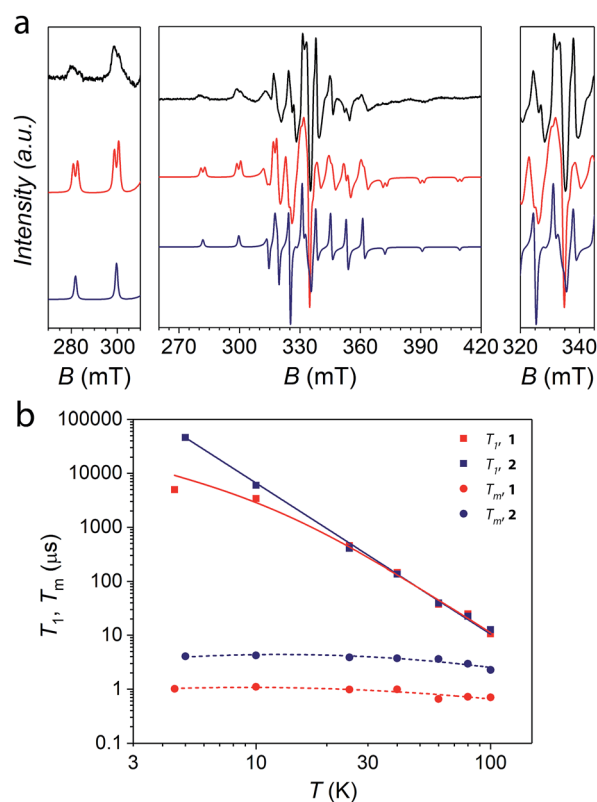 a
Intensity (a.u.)
280 300
B (mT)
270 300 330 360 390 420
B (mT)
320 340
B (mT)
b
T1, Tm (μs)
100000
10000
1000
100
10
1
0.1
3 10 30 100
T (K)
T1, 1
T1, 2
Tm, 1
Tm, 2